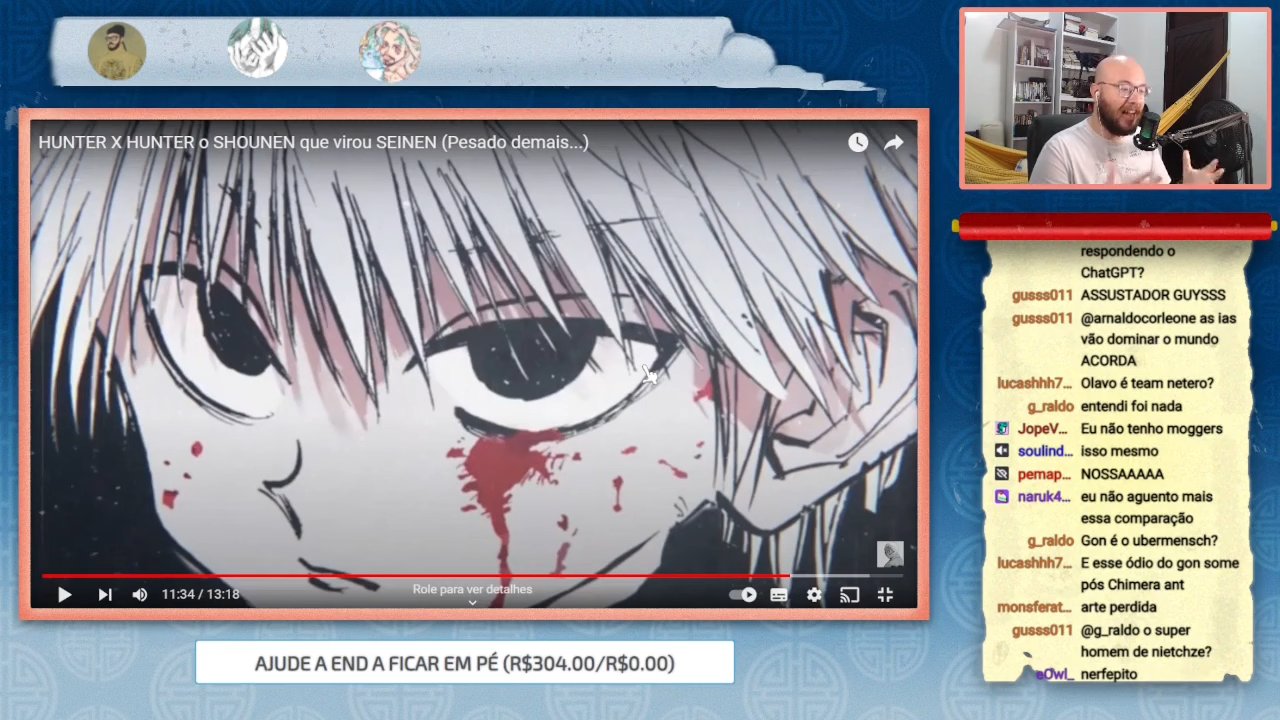 HUNTER X HUNTER o SHOUNEN que virou SEINEN (Pesado demais...)
11:34 / 13:18
Role para ver detalhes
AJUDE A END A FICAR EM PÉ (R$304.00/R$0.00)
respondendo o
ChatGPT?
gusss011 ASSUSTADOR GUYSSS
gusss011 @arnaldocorleone as ias
vão dominar o mundo
ACORDA
lucashhh7... Olavo é team netero?
g_raldo entendi foi nada
JopeV... Eu não tenho moggers
soulind... isso mesmo
pemap... NOSSAAAAA
naruk4... eu não aguento mais
essa comparação
g_raldo Gon é o ubermensch?
lucashhh7... E esse ódio do gon some
pós Chimera ant
monsferat... arte perdida
gusss011 @g_raldo o super
homem de nietchze?
eOwl_ nerfepito